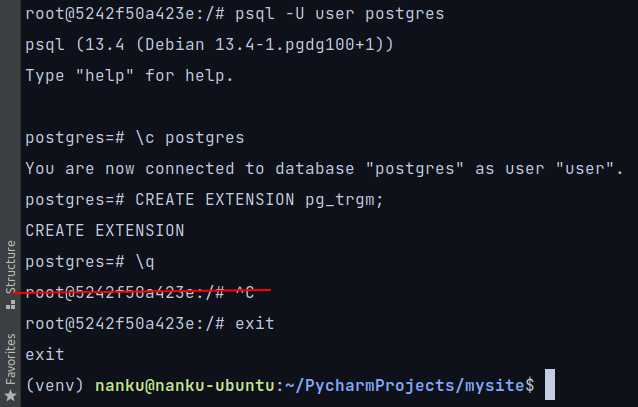 root@5242f50a423e:/# psql -U user postgres
psql (13.4 (Debian 13.4-1.pgdg100+1))
Type "help" for help.
postgres=# \c postgres
You are now connected to database "postgres" as user "user".
postgres=# CREATE EXTENSION pg_trgm;
CREATE EXTENSION
postgres=# \q
root@5242f50a423e:/# ^C
root@5242f50a423e:/# exit
exit
(venv) nanku@nanku-ubuntu:~/PycharmProjects/mysite$
Structure
Favorites